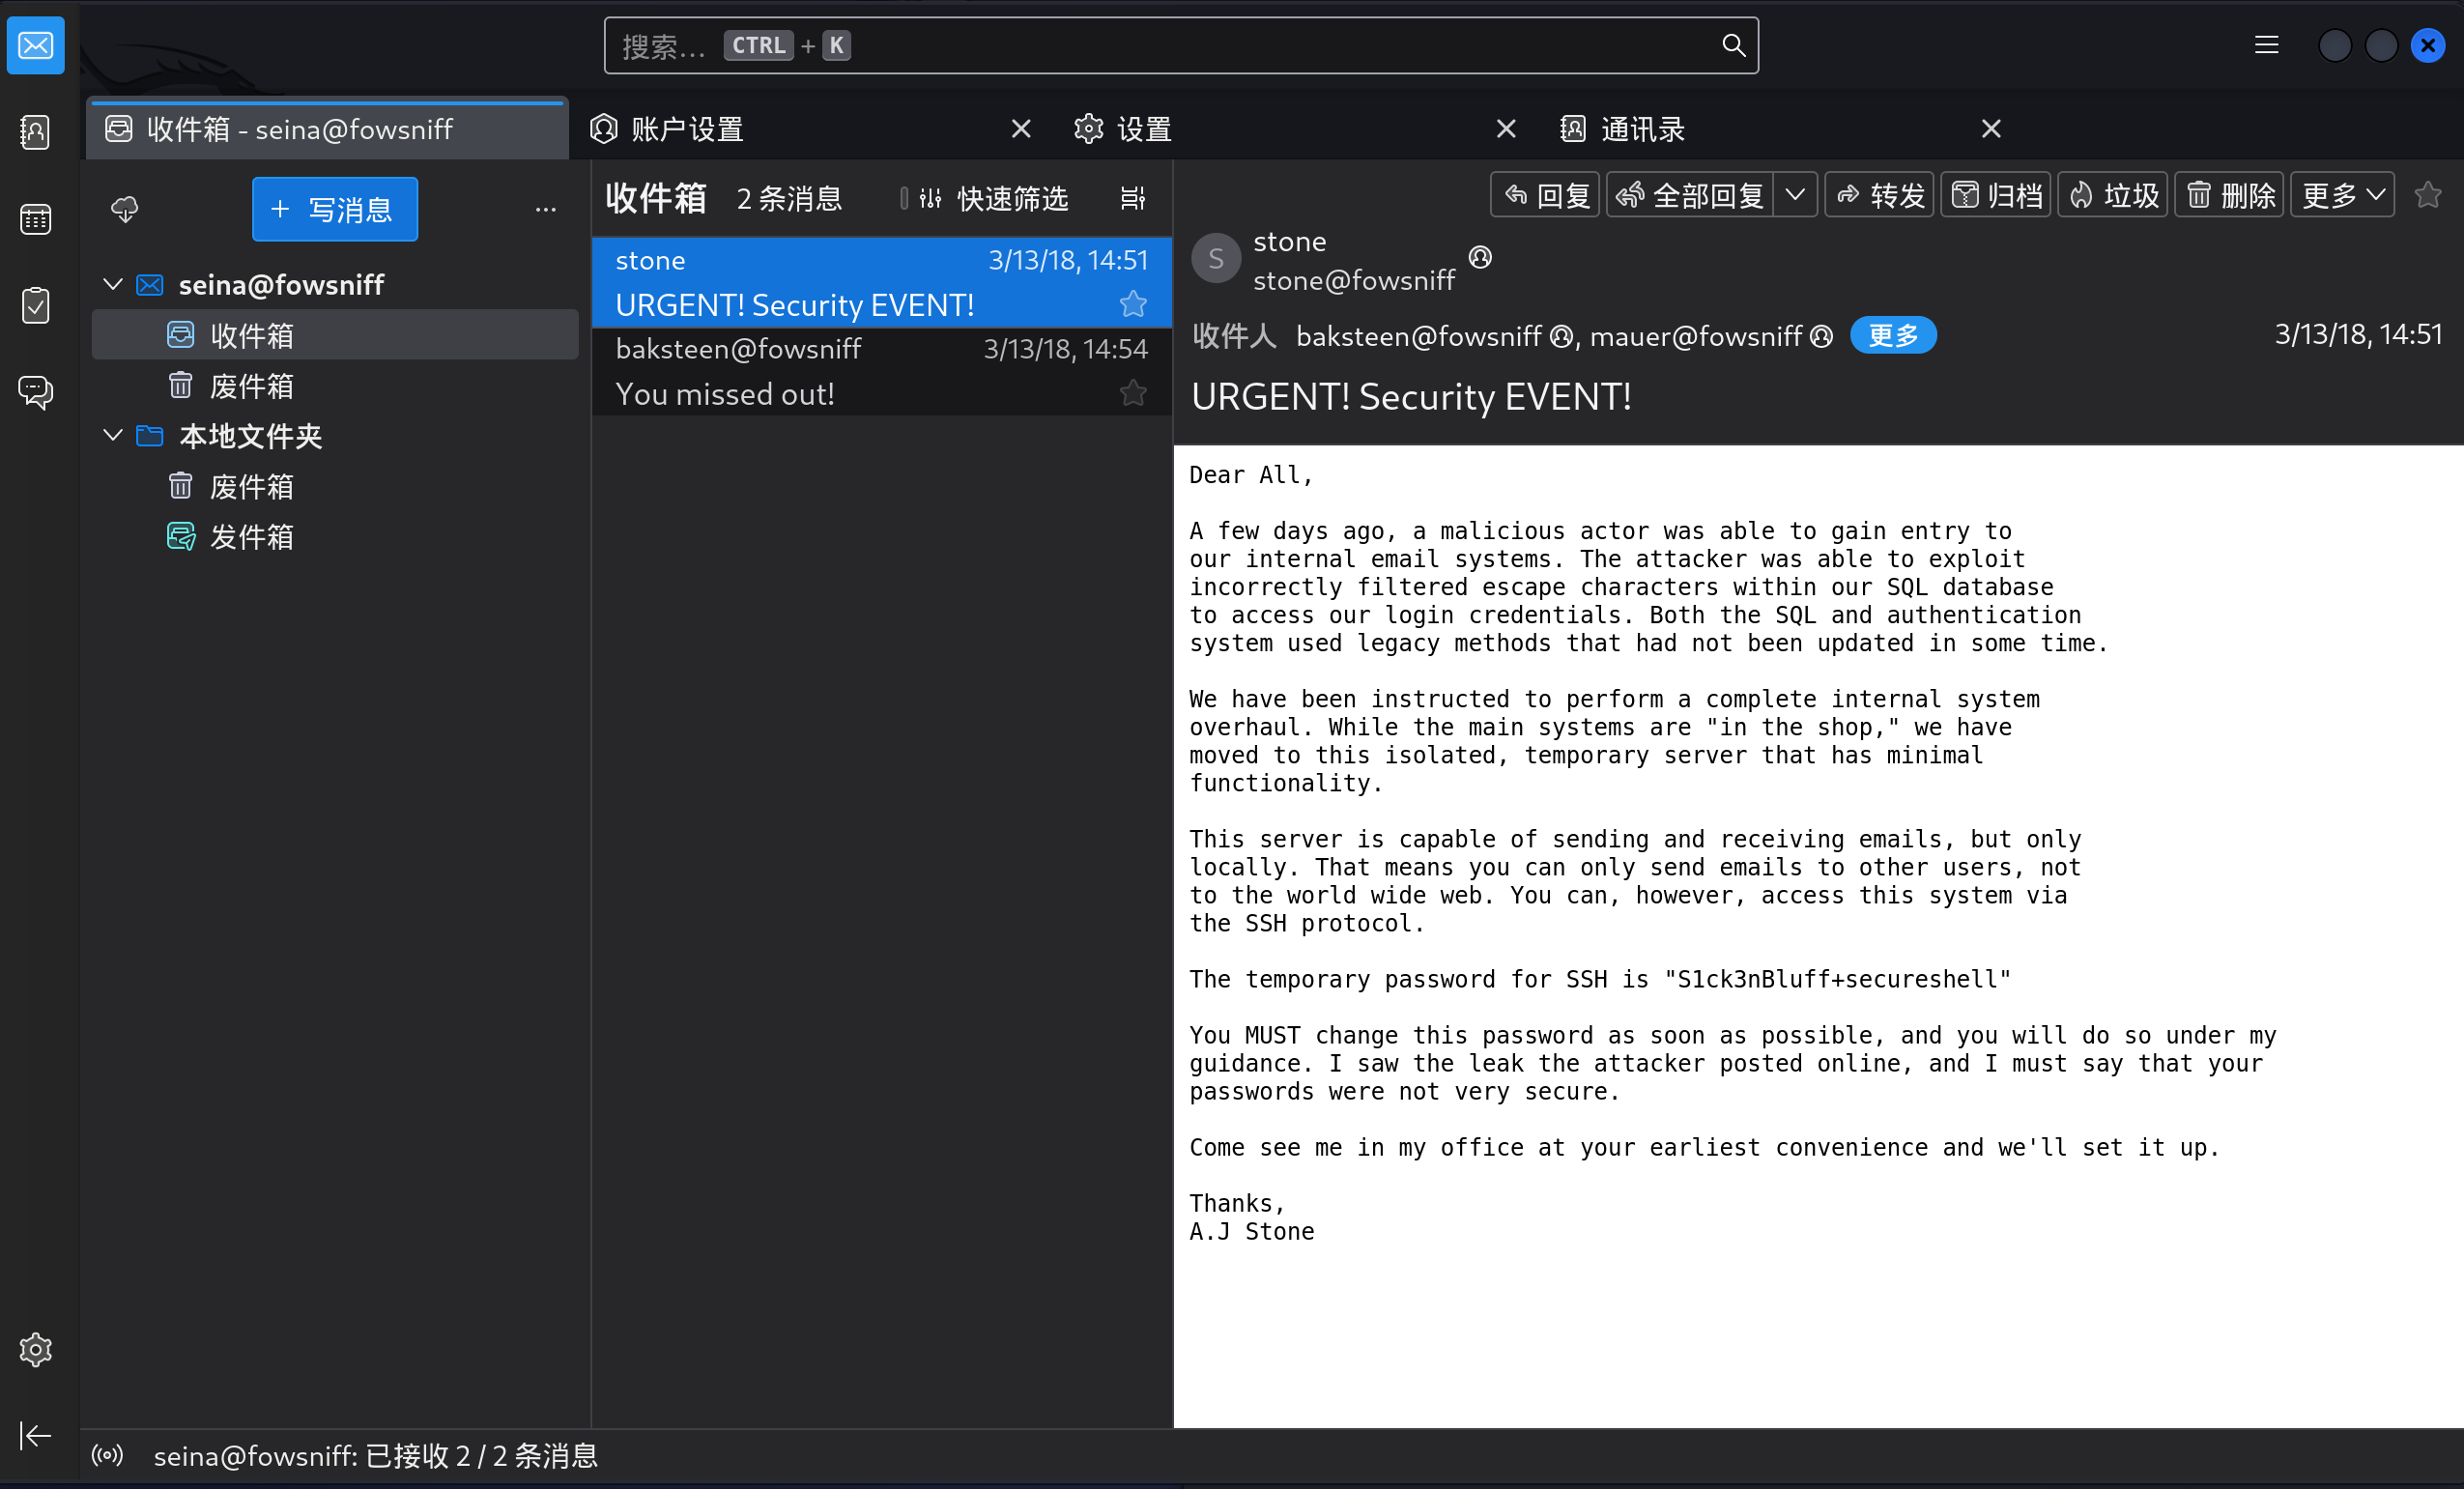 搜索… CTRL + K
收件箱 - seina@fowsniff
账户设置
设置
通讯录
+ 写消息
seina@fowsniff
收件箱
废件箱
本地文件夹
废件箱
发件箱
收件箱 2 条消息 快速筛选
stone 3/13/18, 14:51
URGENT! Security EVENT!
baksteen@fowsniff 3/13/18, 14:54
You missed out!
回复 全部回复 转发 归档 垃圾 删除 更多
S
stone
stone@fowsniff
收件人 baksteen@fowsniff , mauer@fowsniff 更多 3/13/18, 14:51
URGENT! Security EVENT!
Dear All,
A few days ago, a malicious actor was able to gain entry to
our internal email systems. The attacker was able to exploit
incorrectly filtered escape characters within our SQL database
to access our login credentials. Both the SQL and authentication
system used legacy methods that had not been updated in some time.
We have been instructed to perform a complete internal system
overhaul. While the main systems are "in the shop," we have
moved to this isolated, temporary server that has minimal
functionality.
This server is capable of sending and receiving emails, but only
locally. That means you can only send emails to other users, not
to the world wide web. You can, however, access this system via
the SSH protocol.
The temporary password for SSH is "S1ck3nBluff+secureshell"
You MUST change this password as soon as possible, and you will do so under my
guidance. I saw the leak the attacker posted online, and I must say that your
passwords were not very secure.
Come see me in my office at your earliest convenience and we'll set it up.
Thanks,
A.J Stone
seina@fowsniff: 已接收 2 / 2 条消息